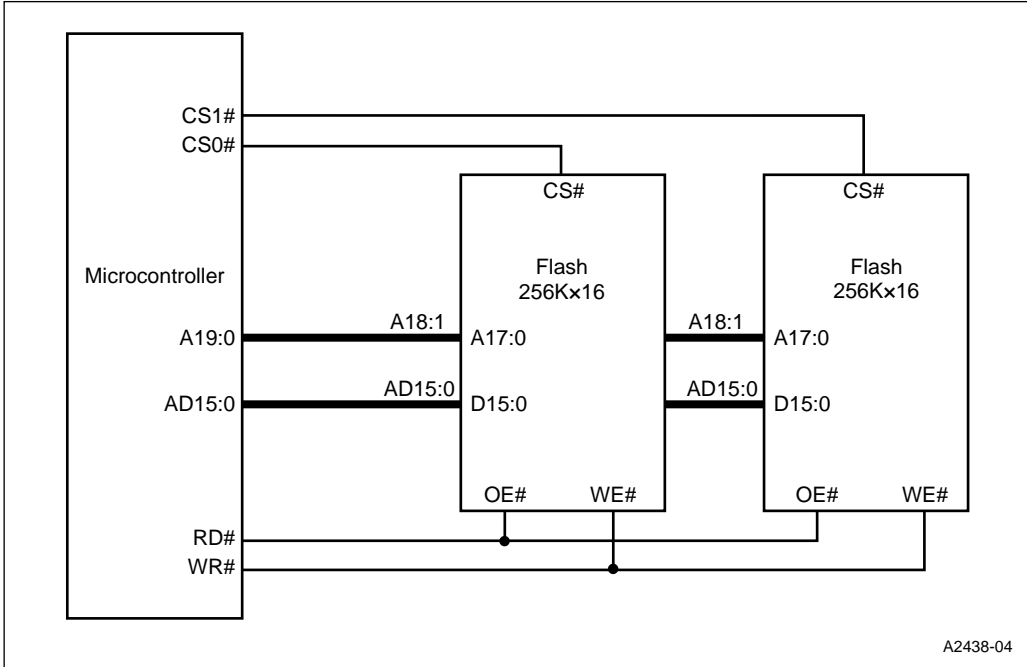 CS1#
CS0#
CS#
CS#
Microcontroller
Flash
256K×16
Flash
256K×16
A19:0
A18:1
A17:0
A18:1
A17:0
AD15:0
AD15:0
D15:0
AD15:0
D15:0
OE#
WE#
OE#
WE#
RD#
WR#
A2438-04